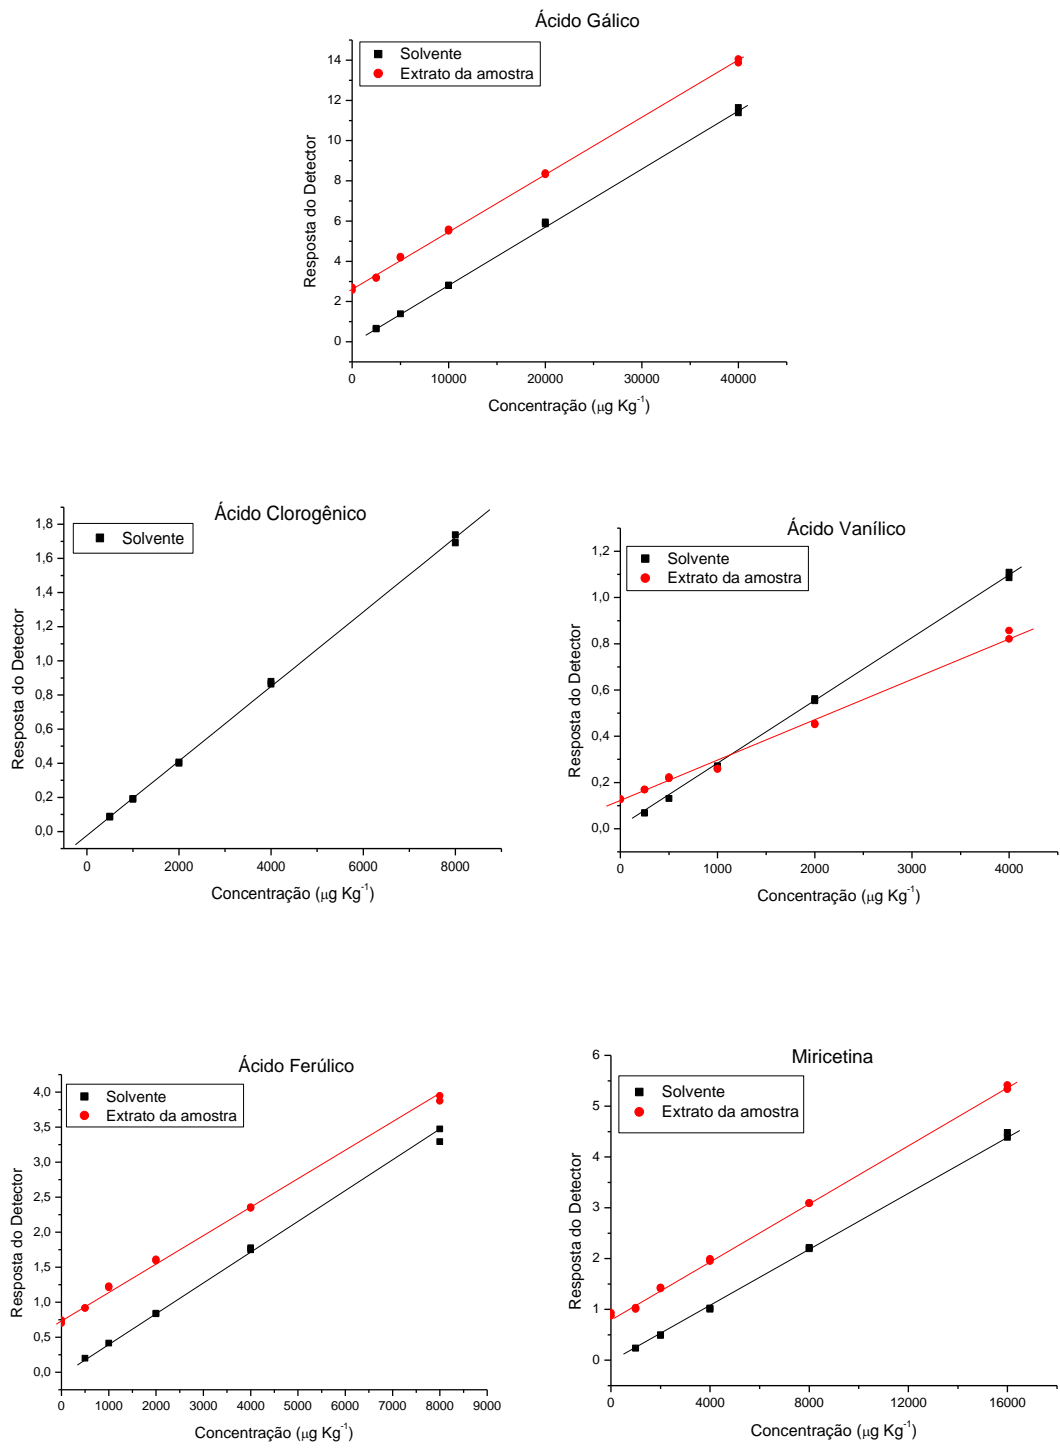 Ácido Gálico
Solvente
Extrato da amostra
14
12
10
8
6
4
2
0
Resposta do Detector
0 10000 20000 30000 40000
Concentração (μg Kg-1)
Ácido Clorogênico
Solvente
1,8
1,6
1,4
1,2
1,0
0,8
0,6
0,4
0,2
0,0
Resposta do Detector
0 2000 4000 6000 8000
Concentração (μg Kg-1)
Ácido Vanílico
Solvente
Extrato da amostra
1,2
1,0
0,8
0,6
0,4
0,2
0,0
Resposta do Detector
0 1000 2000 3000 4000
Concentração (μg Kg-1)
Ácido Ferúlico
Solvente
Extrato da amostra
4,0
3,5
3,0
2,5
2,0
1,5
1,0
0,5
0,0
Resposta do Detector
0 1000 2000 3000 4000 5000 6000 7000 8000 9000
Concentração (μg Kg-1)
Miricetina
Solvente
Extrato da amostra
6
5
4
3
2
1
0
Resposta do Detector
0 4000 8000 12000 16000
Concentração (μg Kg-1)